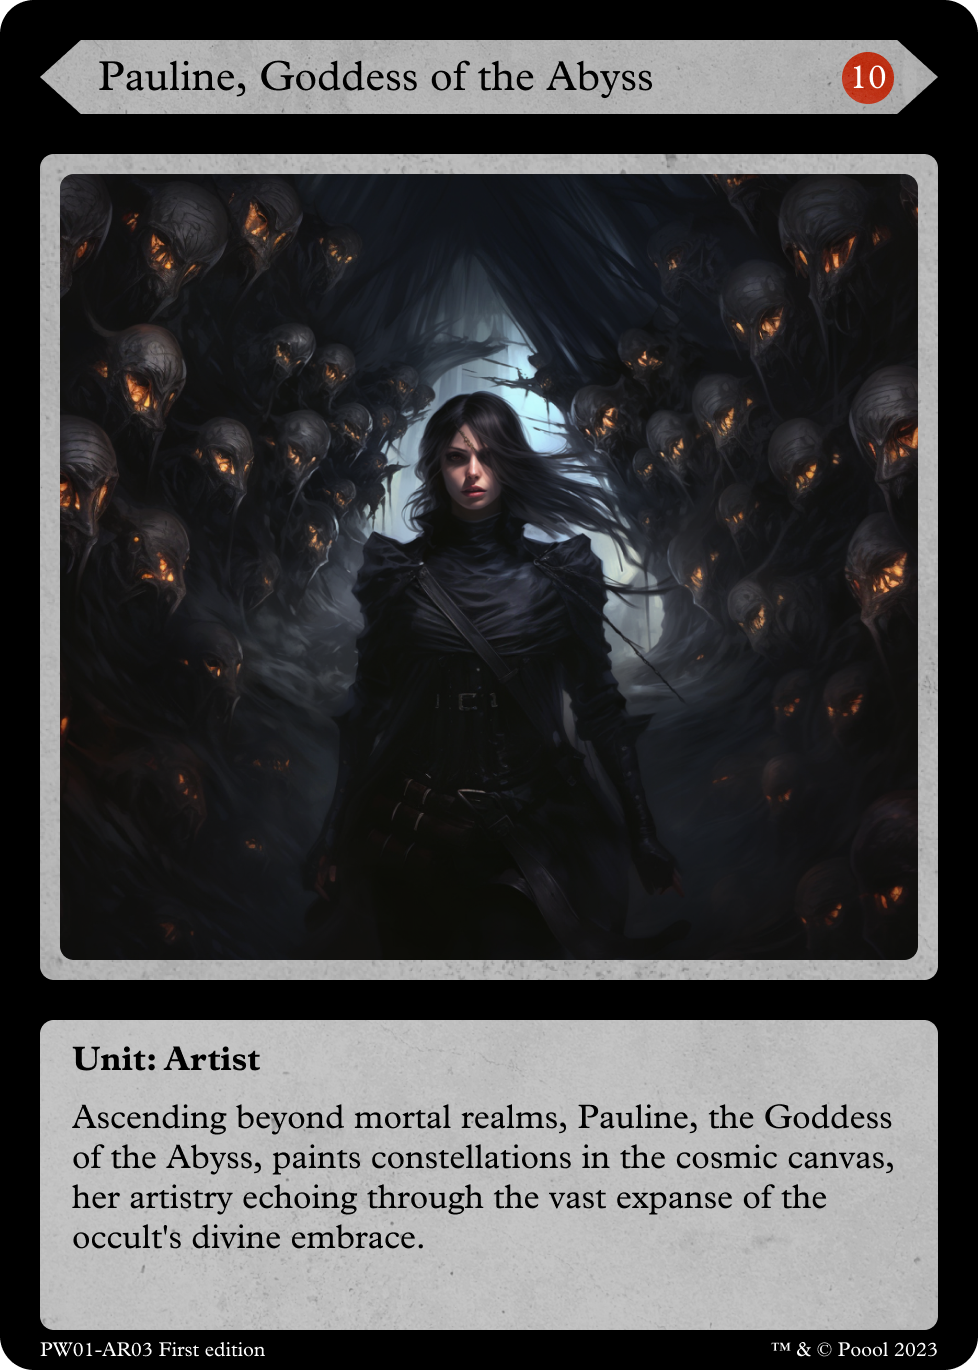 Pauline, Goddess of the Abyss
10
Unit: Artist
Ascending beyond mortal realms, Pauline, the Goddess
of the Abyss, paints constellations in the cosmic canvas,
her artistry echoing through the vast expanse of the
occult's divine embrace.
PW01-AR03 First edition
™ & © Poool 2023